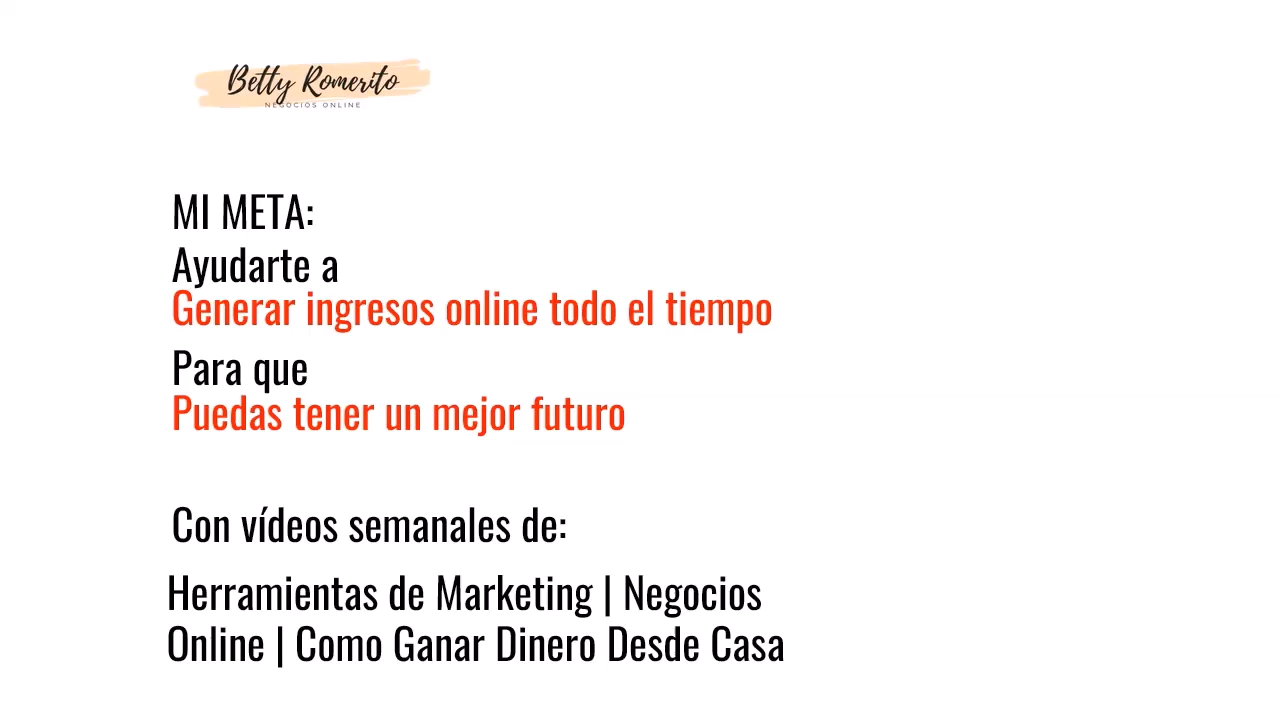 Betty Romerito
NEGOCIOS ONLINE
MI META:
Ayudarte a
Generar ingresos online todo el tiempo
Para que
Puedas tener un mejor futuro
Con vídeos semanales de:
Herramientas de Marketing | Negocios
Online | Como Ganar Dinero Desde Casa